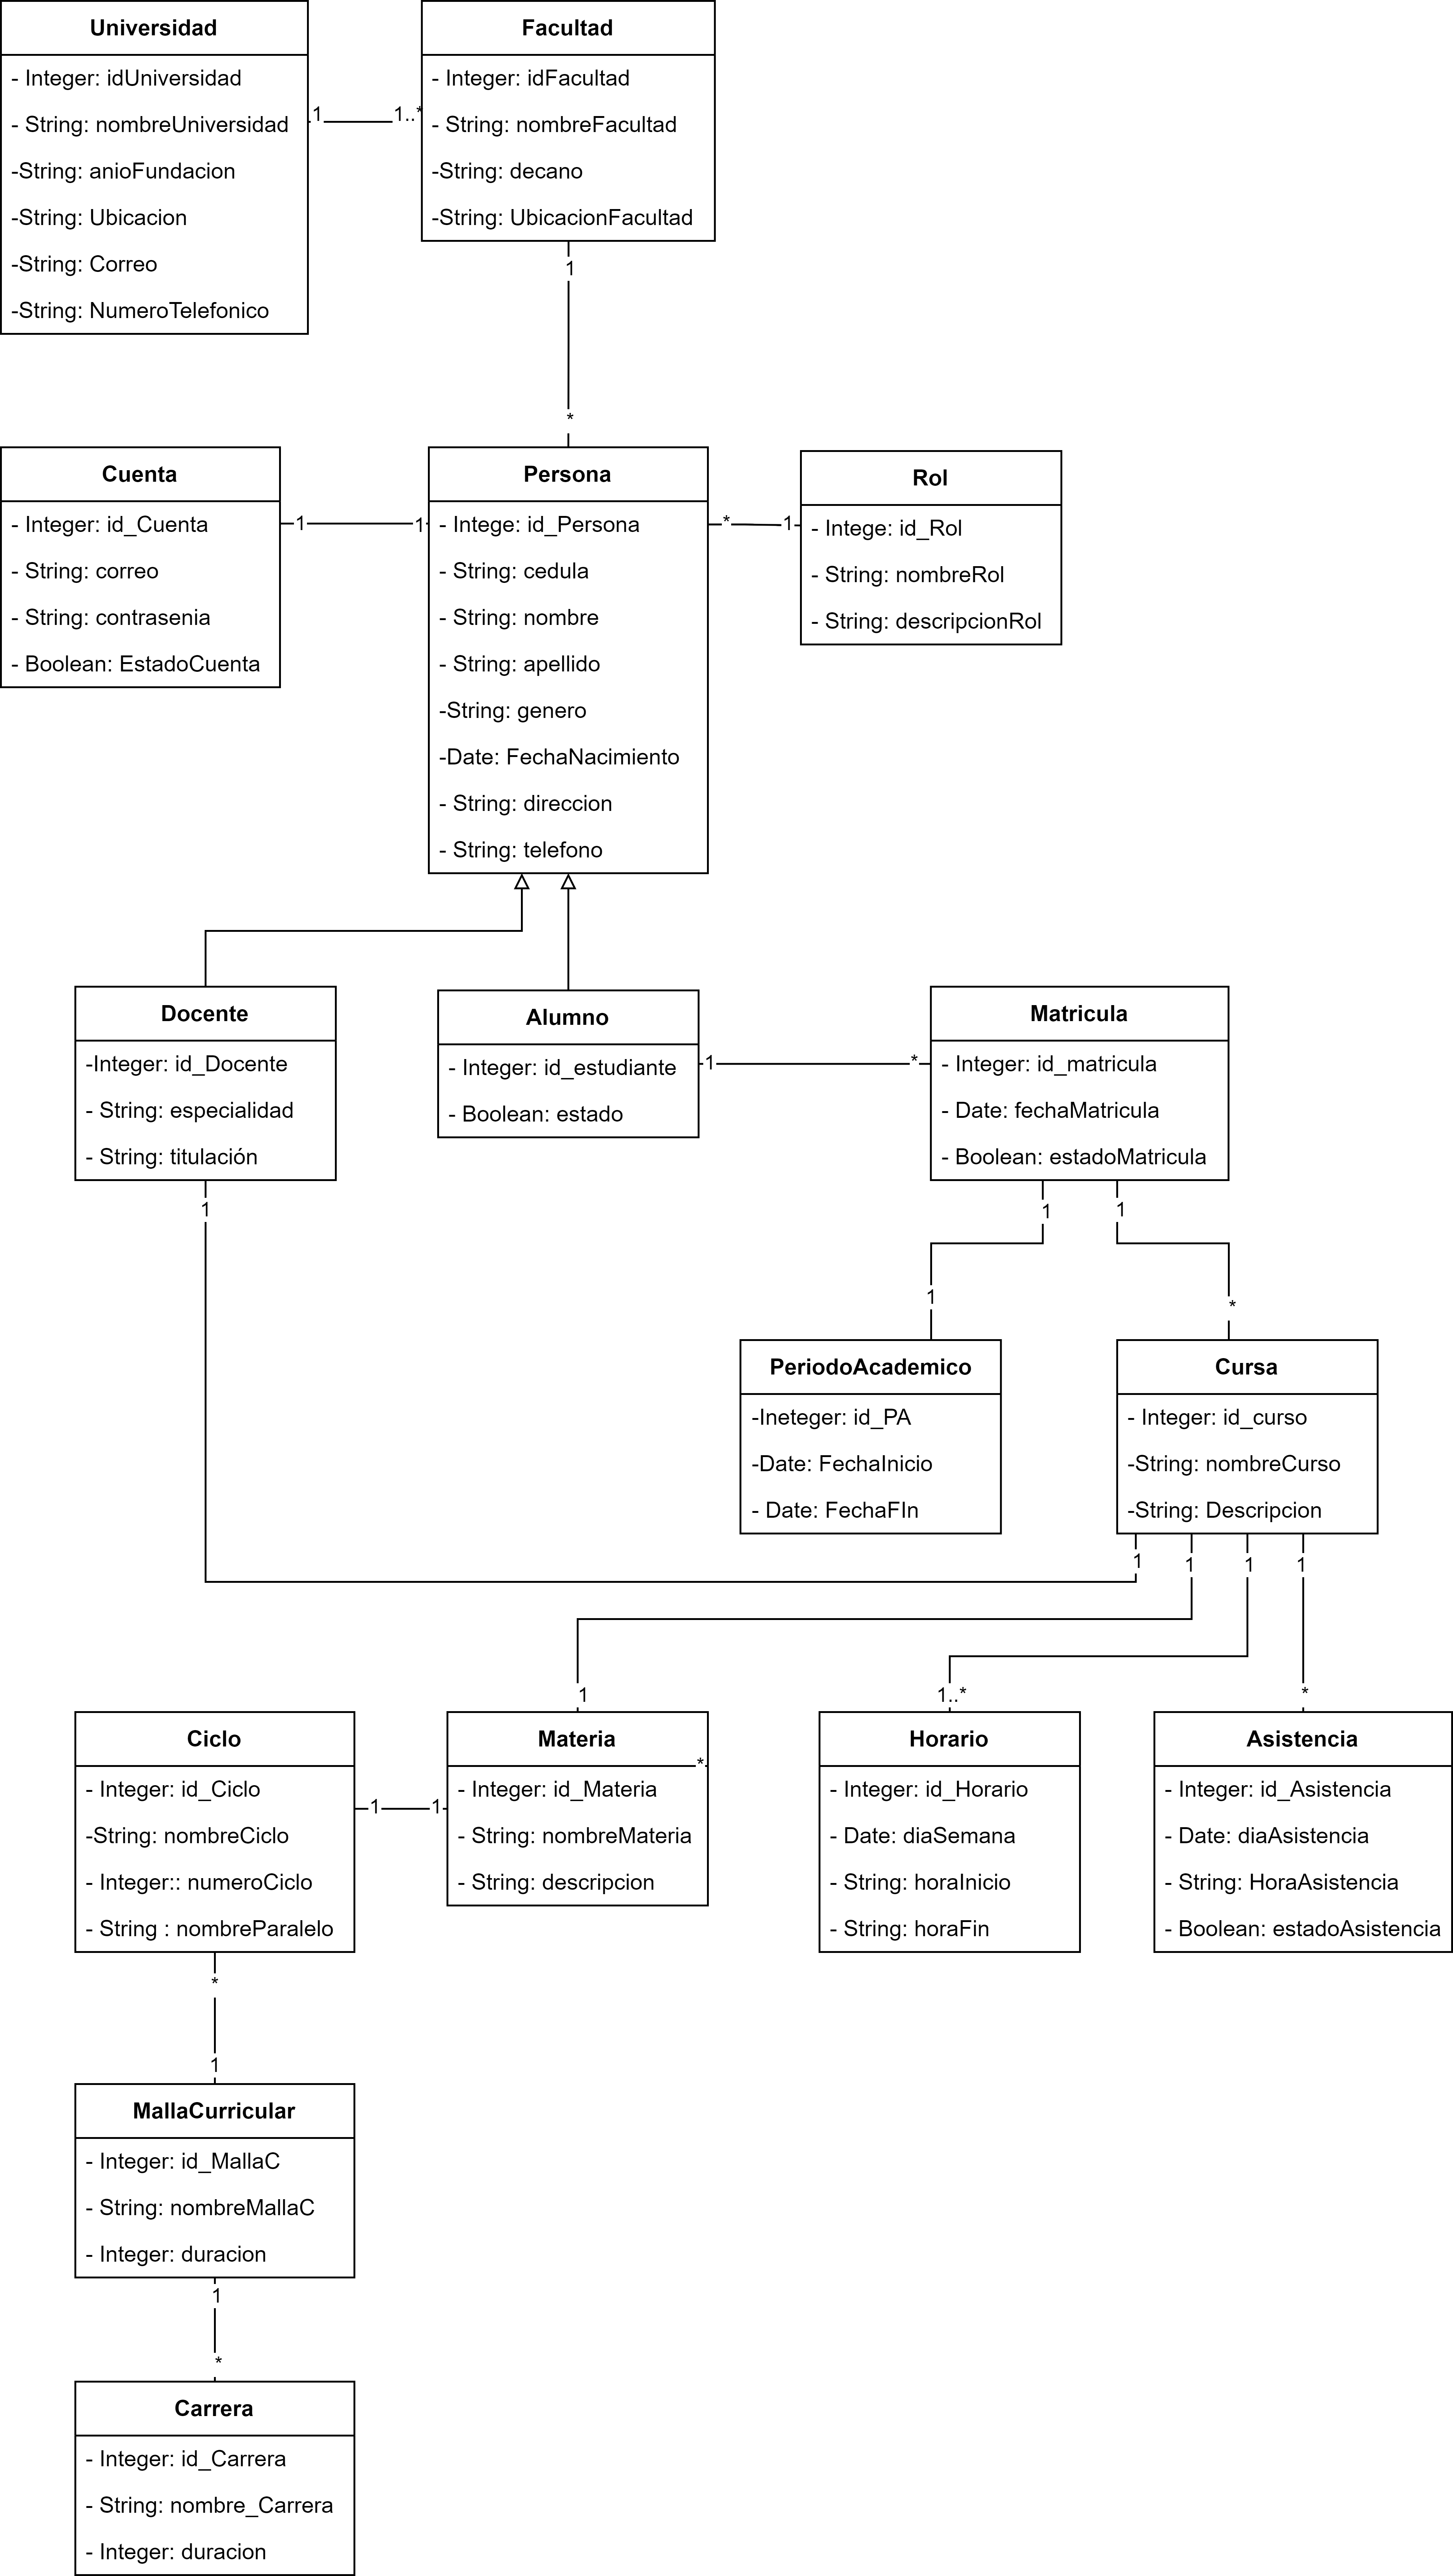 Universidad
- Integer: idUniversidad
- String: nombreUniversidad
-String: anioFundacion
-String: Ubicacion
-String: Correo
-String: NumeroTelefonico
1
1..*
Facultad
- Integer: idFacultad
- String: nombreFacultad
-String: decano
-String: UbicacionFacultad
1
*
Cuenta
- Integer: id_Cuenta
- String: correo
- String: contrasenia
- Boolean: EstadoCuenta
1
1
Persona
- Intege: id_Persona
- String: cedula
- String: nombre
- String: apellido
-String: genero
-Date: FechaNacimiento
- String: direccion
- String: telefono
*
1
Rol
- Intege: id_Rol
- String: nombreRol
- String: descripcionRol
Docente
-Integer: id_Docente
- String: especialidad
- String: titulación
1
Alumno
- Integer: id_estudiante
- Boolean: estado
1
*
Matricula
- Integer: id_matricula
- Date: fechaMatricula
- Boolean: estadoMatricula
1
1
1
*
PeriodoAcademico
-Ineteger: id_PA
-Date: FechaInicio
- Date: FechaFIn
Cursa
- Integer: id_curso
-String: nombreCurso
-String: Descripcion
1
1
1
1
1
1..*
*
Ciclo
- Integer: id_Ciclo
-String: nombreCiclo
- Integer:: numeroCiclo
- String : nombreParalelo
1
1
Materia
*
- Integer: id_Materia
- String: nombreMateria
- String: descripcion
Horario
- Integer: id_Horario
- Date: diaSemana
- String: horaInicio
- String: horaFin
Asistencia
- Integer: id_Asistencia
- Date: diaAsistencia
- String: HoraAsistencia
- Boolean: estadoAsistencia
*
1
MallaCurricular
- Integer: id_MallaC
- String: nombreMallaC
- Integer: duracion
1
*
Carrera
- Integer: id_Carrera
- String: nombre_Carrera
- Integer: duracion